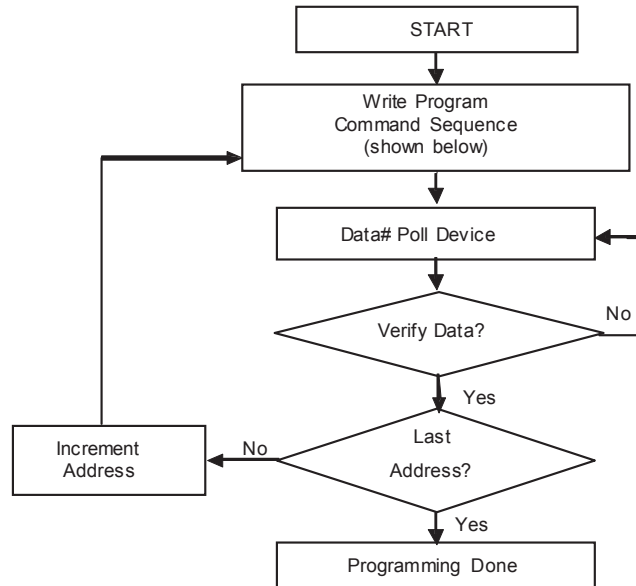 START
Write Program
Command Sequence
(shown below)
Data# Poll Device
No
Verify Data?
Yes
Last
Increment
No
Address
Address?
Yes
Programming Done